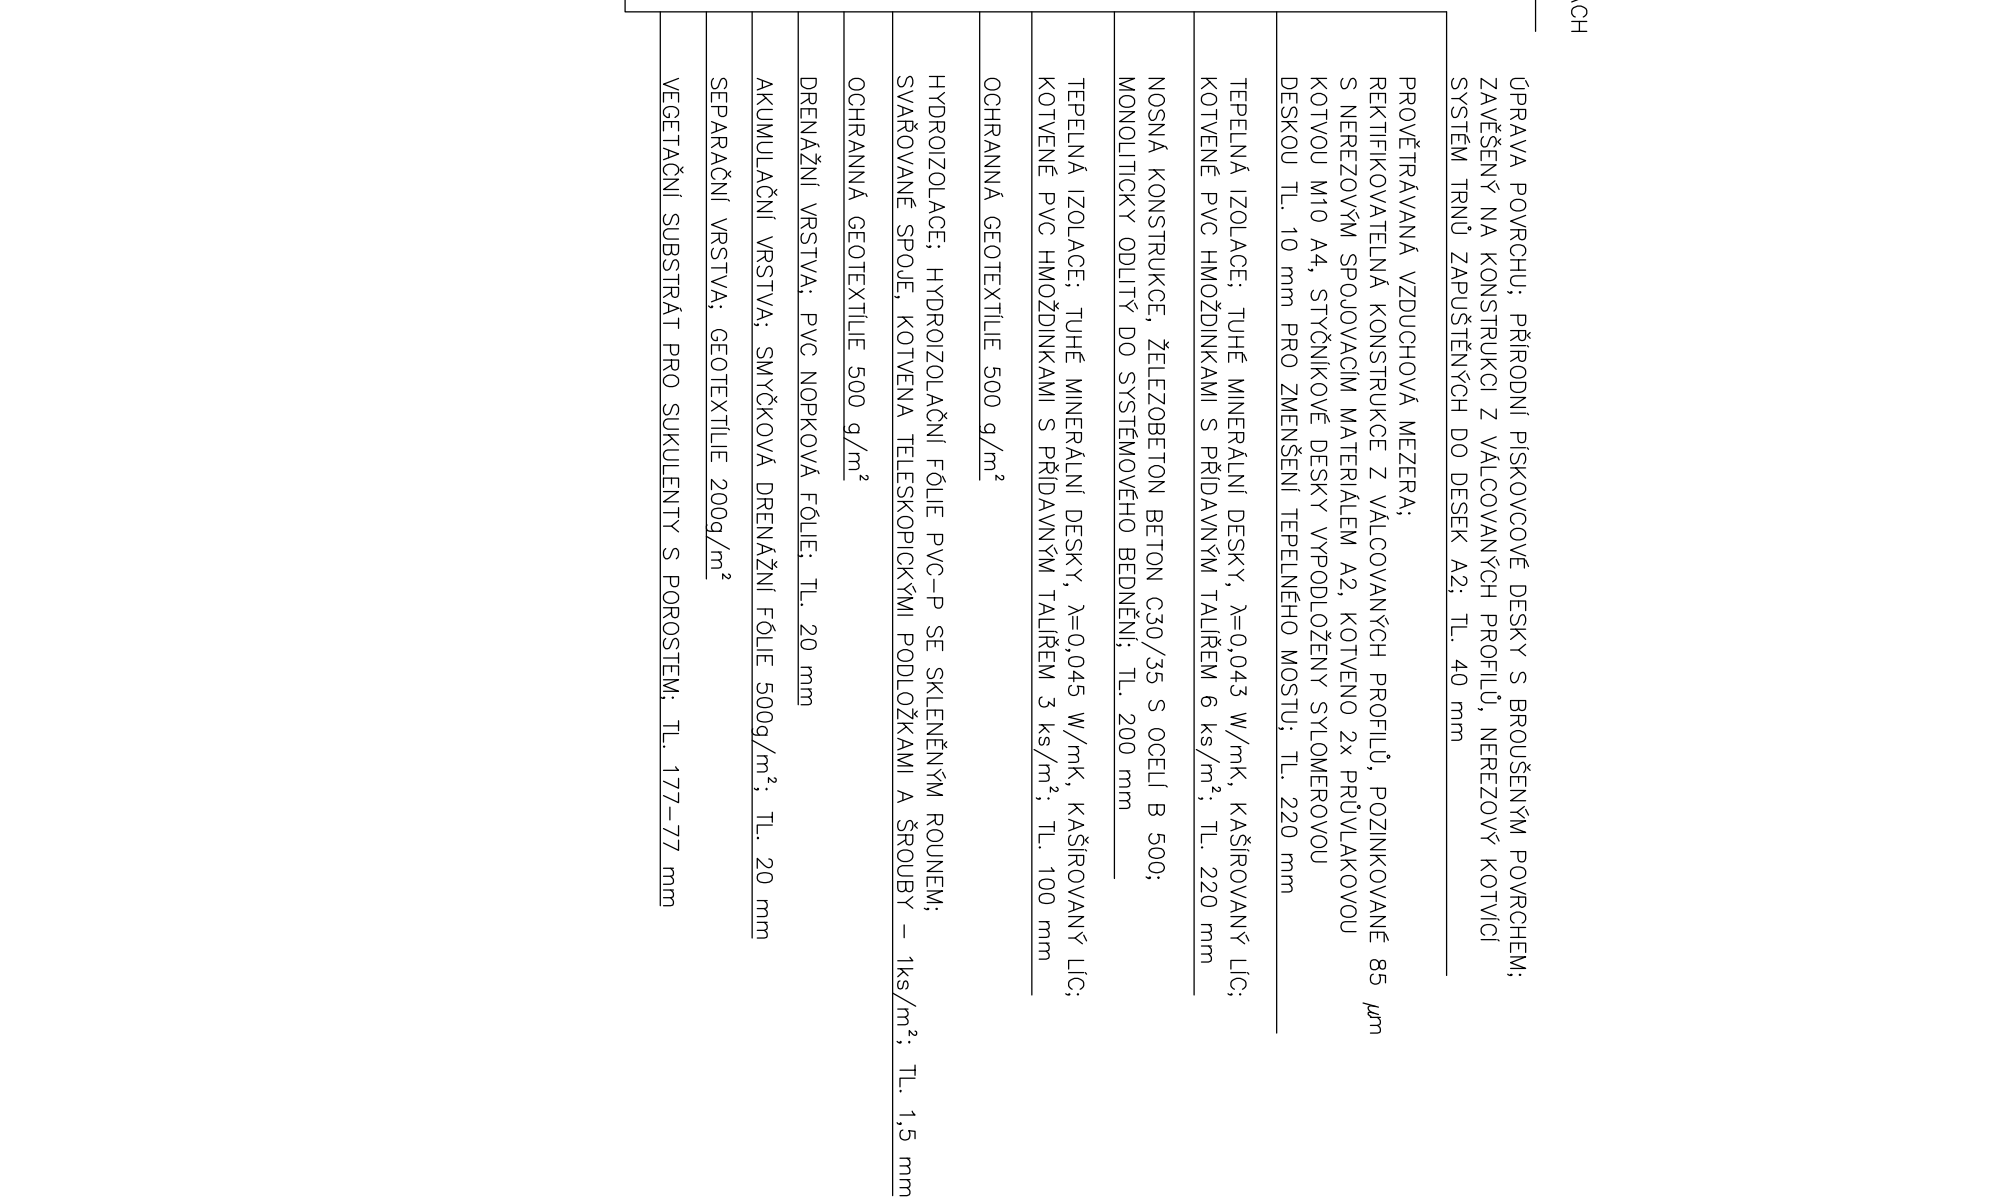 ACH
ÚPRAVA POVRCHU; PŘÍRODNÍ PÍSKOVCOVÉ DESKY S BROUŠENÝM POVRCHEM;
ZAVĚŠENÝ NA KONSTRUKCI Z VÁLCOVANÝCH PROFILŮ, NEREZOVÝ KOTVÍCÍ
SYSTÉM TRNŮ ZAPUŠTĚNÝCH DO DESEK A2; TL. 40 mm
PROVĚTRÁVANÁ VZDUCHOVÁ MEZERA;
REKTIFIKOVATELNÁ KONSTRUKCE Z VÁLCOVANÝCH PROFILŮ, POZINKOVANÉ 85 μm
S NEREZOVÝM SPOJOVACÍM MATERIÁLEM A2, KOTVENO 2x PRŮVLAKOVOU
KOTVOU M10 A4, STYČNÍKOVÉ DESKY VYPODLOŽENY SYLOMEROVOU
DESKOU TL. 10 mm PRO ZMENŠENÍ TEPELNÉHO MOSTU; TL. 220 mm
TEPELNÁ IZOLACE; TUHÉ MINERÁLNÍ DESKY, λ=0,043 W/mK, KAŠÍROVANÝ LÍC;
KOTVENÉ PVC HMOŽDINKAMI S PŘÍDAVNÝM TALÍŘEM 6 ks/m²; TL. 220 mm
NOSNÁ KONSTRUKCE, ŽELEZOBETON BETON C30/35 S OCELÍ B 500;
MONOLITICKY ODLITÝ DO SYSTÉMOVÉHO BEDNĚNÍ; TL. 200 mm
TEPELNÁ IZOLACE; TUHÉ MINERÁLNÍ DESKY, λ=0,045 W/mK, KAŠÍROVANÝ LÍC;
KOTVENÉ PVC HMOŽDINKAMI S PŘÍDAVNÝM TALÍŘEM 3 ks/m²; TL. 100 mm
OCHRANNÁ GEOTEXTÍLIE 500 g/m²
HYDROIZOLACE; HYDROIZOLAČNÍ FÓLIE PVC-P SE SKLENĚNÝM ROUNEM;
SVAŘOVANÉ SPOJE, KOTVENA TELESKOPICKÝMI PODLOŽKAMI A ŠROUBY - 1ks/m²; TL. 1,5 mm
OCHRANNÁ GEOTEXTÍLIE 500 g/m²
DRENÁŽNÍ VRSTVA; PVC NOPKOVÁ FÓLIE; TL. 20 mm
AKUMULAČNÍ VRSTVA; SMYČKOVÁ DRENÁŽNÍ FÓLIE 500g/m²; TL. 20 mm
SEPARAČNÍ VRSTVA; GEOTEXTÍLIE 200g/m²
VEGETAČNÍ SUBSTRÁT PRO SUKULENTY S POROSTEM; TL. 177-77 mm